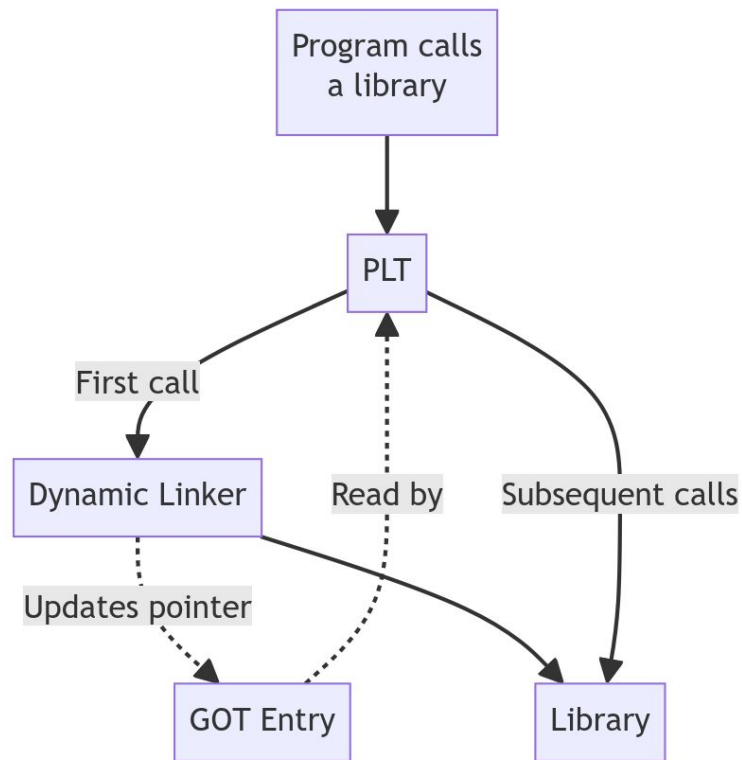 Program calls
a library
PLT
First call
Dynamic Linker
Read by
Subsequent calls
Updates pointer
GOT Entry
Library